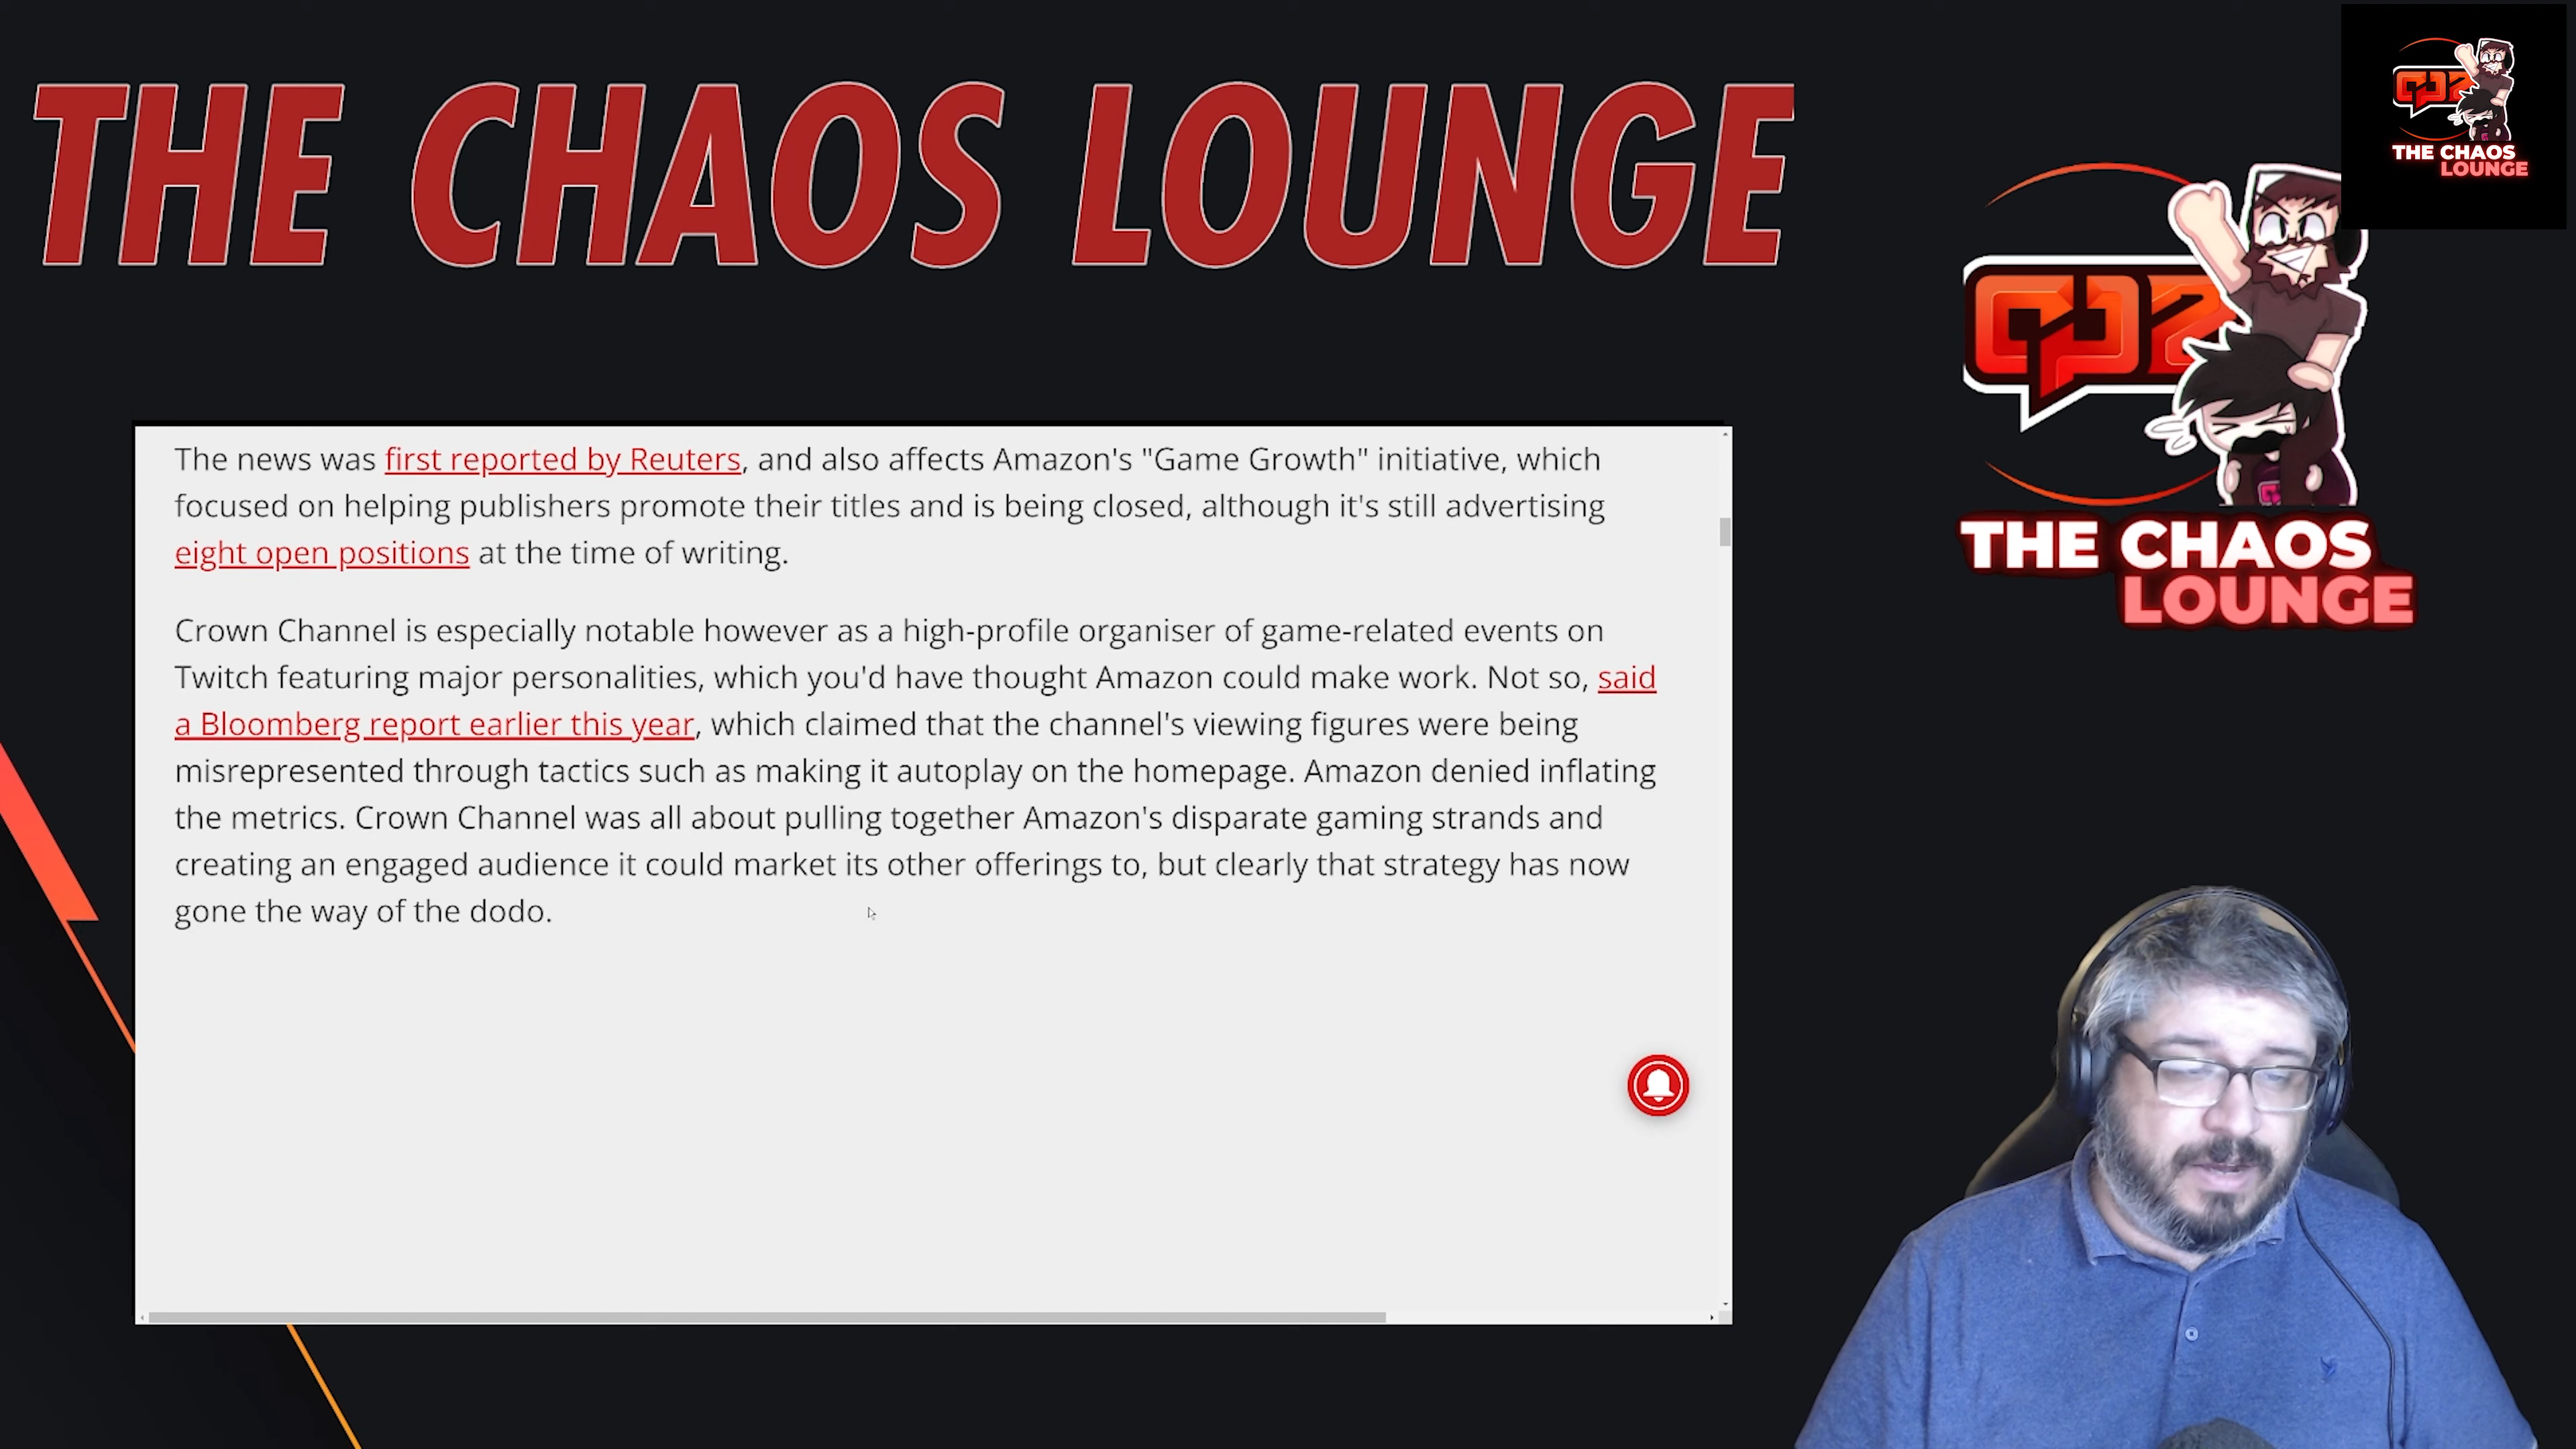 THE CHAOS LOUNGE
THE CHAOS
LOUNGE
THE CHAOS
LOUNGE
The news was first reported by Reuters, and also affects Amazon's "Game Growth" initiative, which
focused on helping publishers promote their titles and is being closed, although it's still advertising
eight open positions at the time of writing.
Crown Channel is especially notable however as a high-profile organiser of game-related events on
Twitch featuring major personalities, which you'd have thought Amazon could make work. Not so, said
a Bloomberg report earlier this year, which claimed that the channel's viewing figures were being
misrepresented through tactics such as making it autoplay on the homepage. Amazon denied inflating
the metrics. Crown Channel was all about pulling together Amazon's disparate gaming strands and
creating an engaged audience it could market its other offerings to, but clearly that strategy has now
gone the way of the dodo.